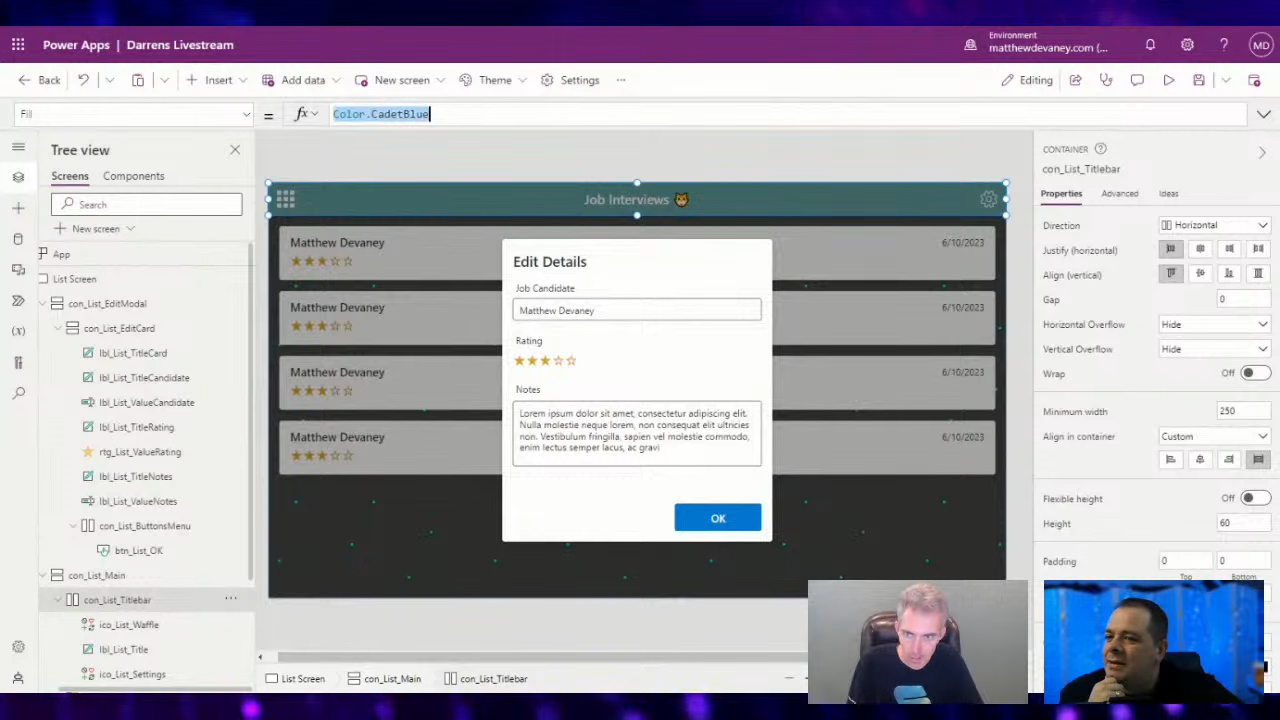 Power Apps | Darrens Livestream
Environment
matthewdevaney.com (...
MD
Back
Insert
Add data
New screen
Theme
Settings
...
Editing
Fill
=
fx
Color.CadetBlue
Tree view
Screens
Components
Search
New screen
App
List Screen
con_List_EditModal
con_List_EditCard
lbl_List_TitleCard
lbl_List_TitleCandidate
lbl_List_ValueCandidate
lbl_List_TitleRating
rtg_List_ValueRating
lbl_List_TitleNotes
lbl_List_ValueNotes
con_List_ButtonsMenu
btn_List_OK
con_List_Main
con_List_Titlebar
...
ico_List_Waffle
lbl_List_Title
ico_List_Settings
Job Interviews
Matthew Devaney
6/10/2023
Matthew Devaney
6/10/2023
Matthew Devaney
6/10/2023
Matthew Devaney
6/10/2023
Edit Details
Job Candidate
Matthew Devaney
Rating
Notes
Lorem ipsum dolor sit amet, consectetur adipiscing elit.
Nulla molestie neque lorem, non consequat elit ultricies
non. Vestibulum fringilla, sapien vel molestie commodo,
enim lectus semper lacus, ac gravi
OK
List Screen
con_List_Main
con_List_Titlebar
CONTAINER
con_List_Titlebar
Properties
Advanced
Ideas
Direction
Horizontal
Justify (horizontal)
Align (vertical)
Gap
0
Horizontal Overflow
Hide
Vertical Overflow
Hide
Wrap
Off
Minimum width
250
Align in container
Custom
Flexible height
Off
Height
60
Padding
0
0
Top
Bottom